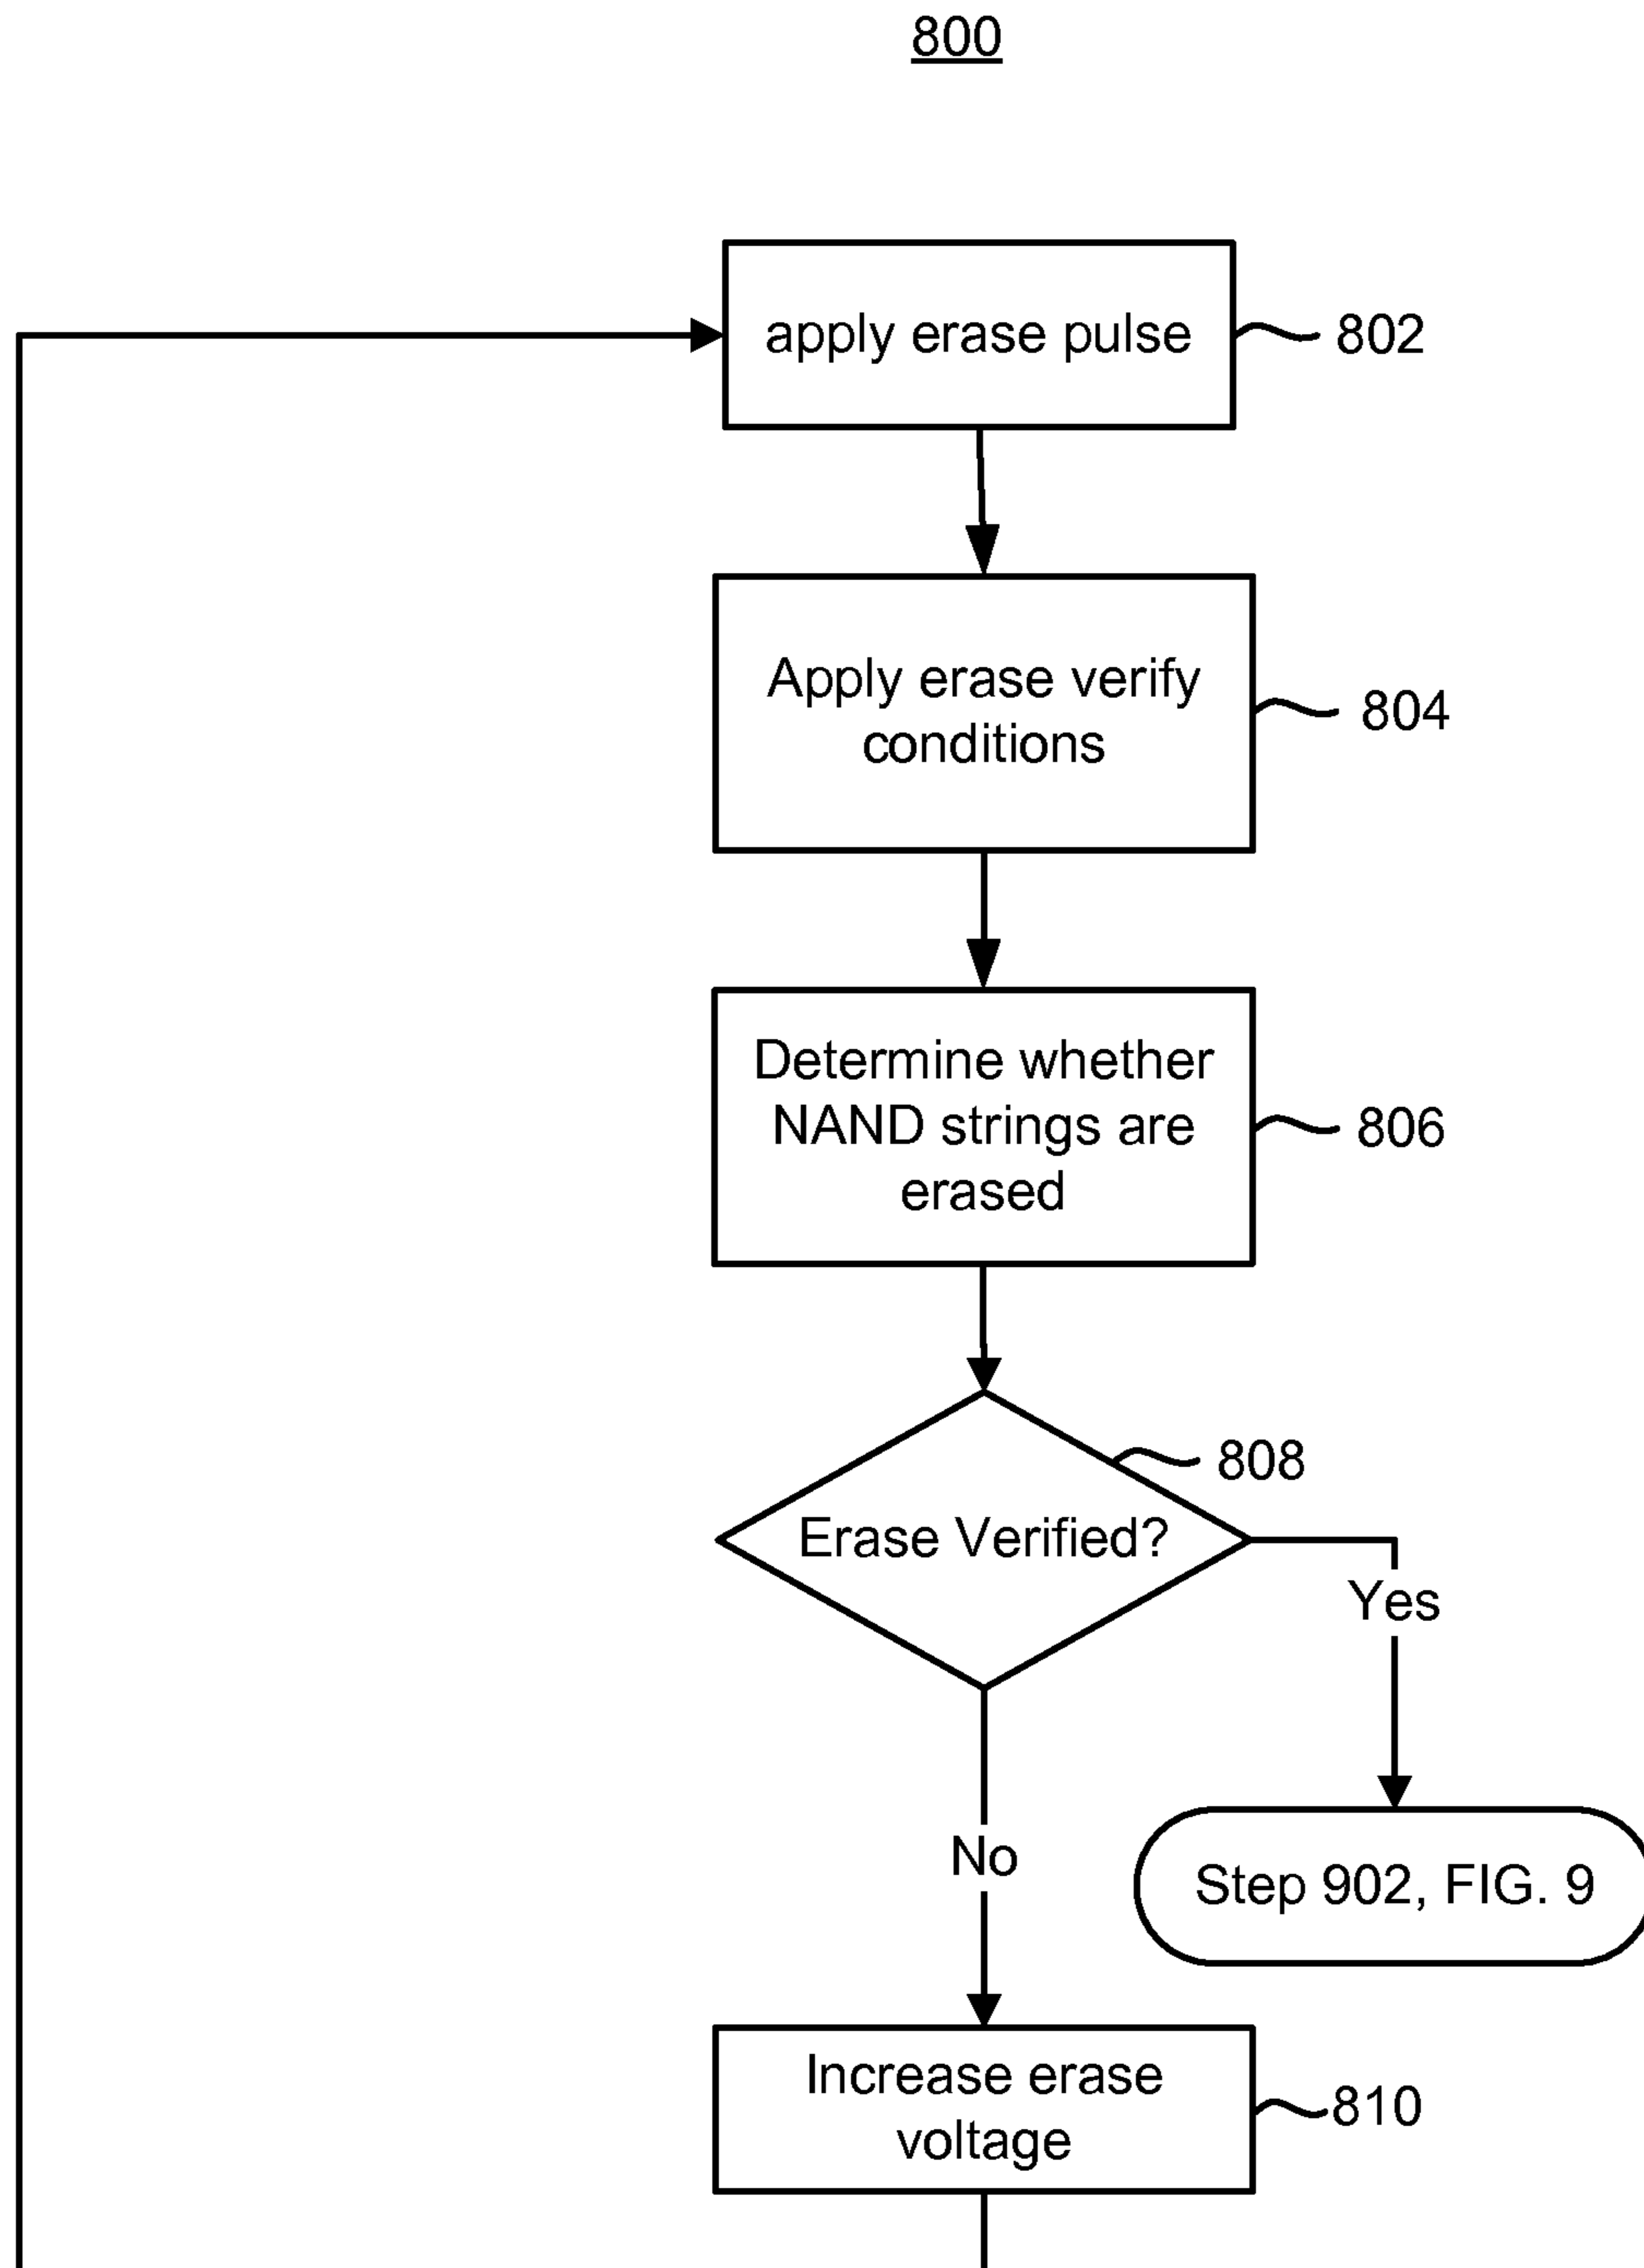 800
apply erase pulse
802
Apply erase verify
conditions
804
Determine whether
NAND strings are
erased
806
808
Erase Verified?
Yes
No
Step 902, FIG. 9
Increase erase
voltage
810